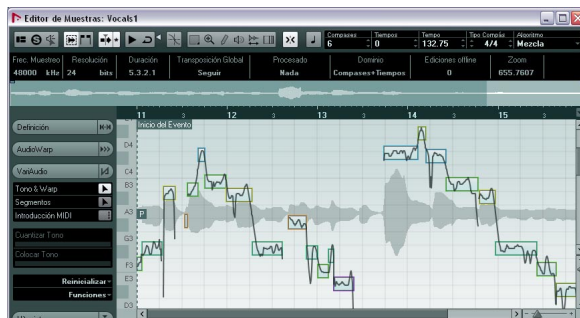 Editor de Muestras: Vocals1
Compases Tiempos Tempo Tipo Compás Algoritmo
6 0 132.75 4/4 Mezcla
Frec. Muestreo Resolución Duración Transposición Global Procesado Dominio Ediciones offline Zoom
48000 kHz 24 bits 5.3.2.1 Seguir Nada Compases+Tiempos 0 655.7607
11 3 12 3 13 3 14 3 15 3
Inicio del Evento
Definición
AudioWarp
VariAudio
Tono & Warp
Segmentos
Introducción MIDI
Cuantizar Tono
Colocar Tono
Reinicializar
Funciones
D4
C4
B3
A3
G3
F3
E3
D3
P